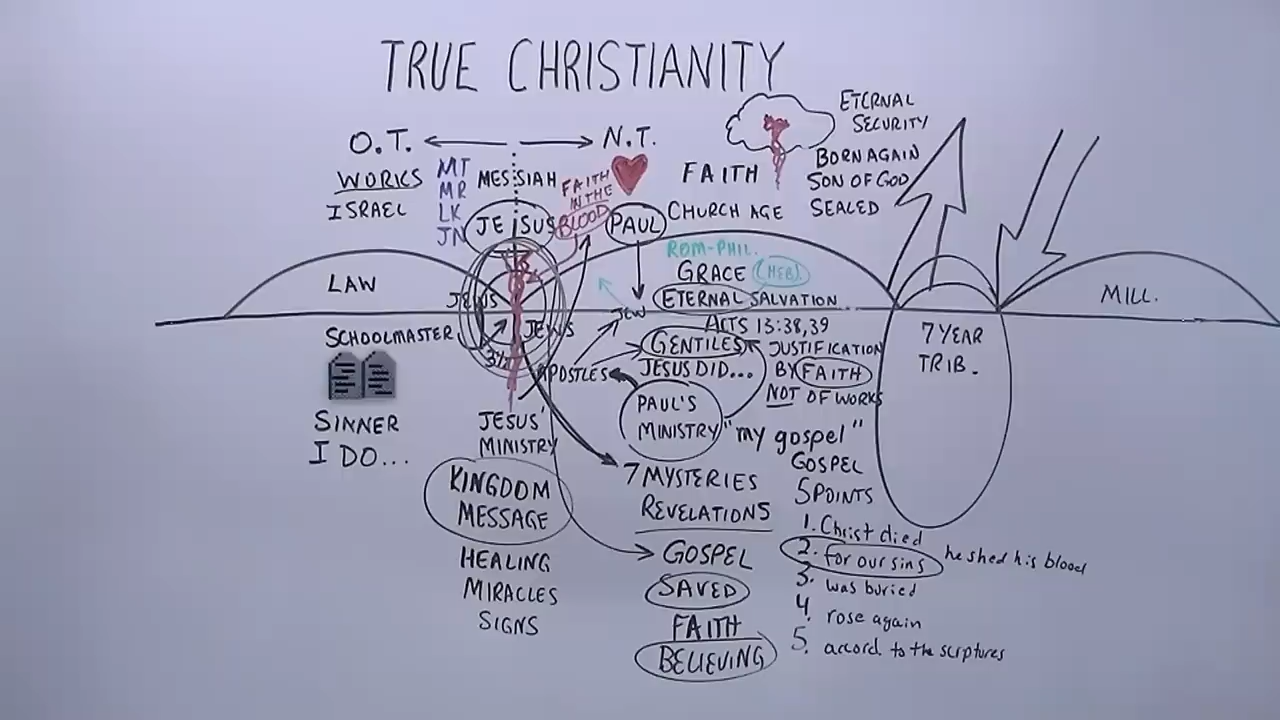 TRUE CHRISTIANITY
O.T.
N.T.
WORKS
ISRAEL
MT
MR
LK
JN
MESSIAH
JESUS
FAITH
IN THE
BLOOD
PAUL
FAITH
CHURCH AGE
ETERNAL
SECURITY
BORN AGAIN
SON OF GOD
SEALED
LAW
JEWS
JEWS
3½
SCHOOLMASTER
SINNER
I DO...
JESUS'
MINISTRY
KINGDOM
MESSAGE
HEALING
MIRACLES
SIGNS
ROM-PHIL.
GRACE (HEB).
ETERNAL SALVATION
JEW
ACTS 13:38,39
GENTILES
JESUS DID...
APOSTLES
JUSTIFICATION
BY FAITH
NOT OF WORKS
PAUL'S
MINISTRY
"my gospel"
7 MYSTERIES
REVELATIONS
GOSPEL
SAVED
FAITH
BELIEVING
GOSPEL
5 POINTS
1. Christ died
2. for our sins he shed his blood
3. was buried
4. rose again
5. accord. to the scriptures
7 YEAR
TRIB.
MILL.